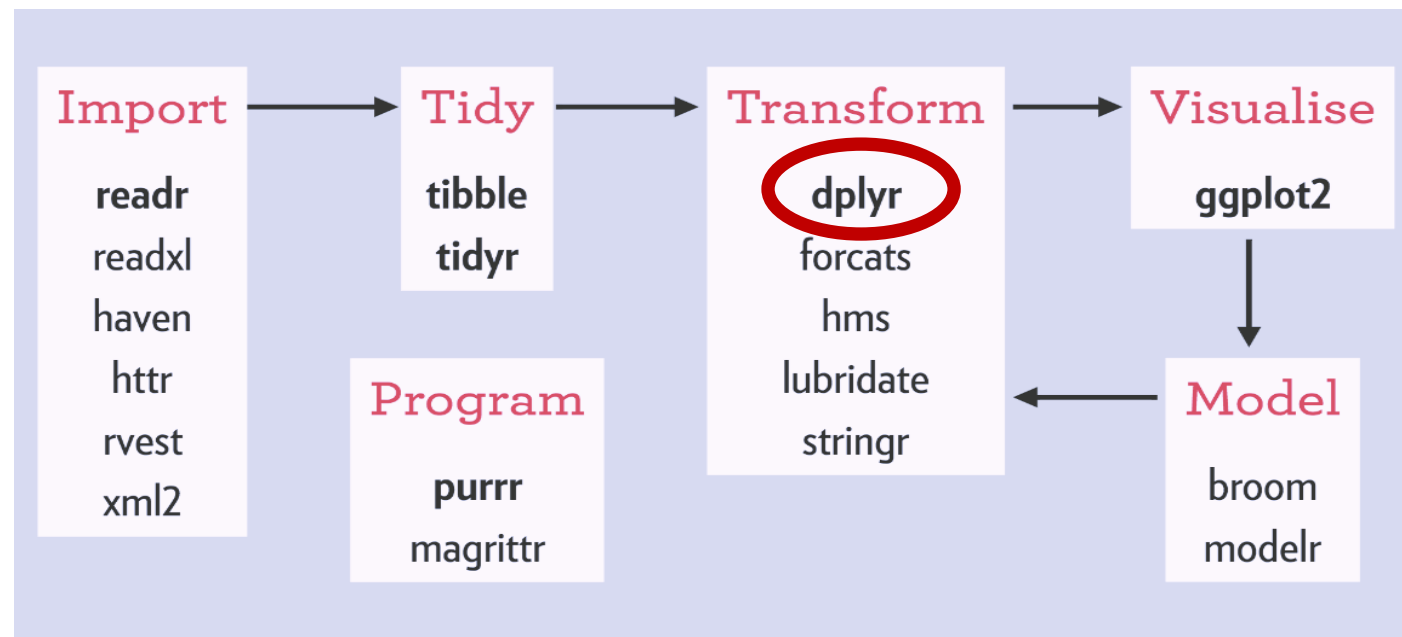 Import
readr
readxl
haven
httr
rvest
xml2
Tidy
tibble
tidyr
Program
purrr
magrittr
Transform
dplyr
forcats
hms
lubridate
stringr
Visualise
ggplot2
Model
broom
modelr